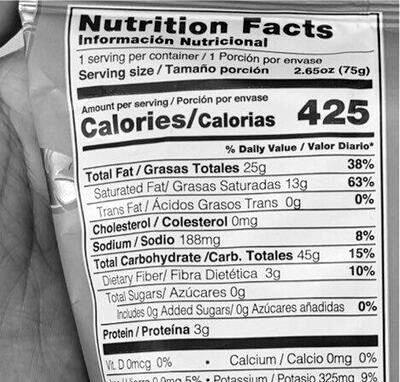 Nutrition Facts
Información Nutricional
1 serving per container / 1 Porción por envase
Serving size / Tamaño porción 2.65oz (75g)
Amount per serving / Porción por envase
Calories/Calorias 425
% Daily Value / Valor Diario*
Total Fat / Grasas Totales 25g 38%
Saturated Fat/ Grasas Saturadas 13g 63%
Trans Fat / Ácidos Grasos Trans 0g 0%
Cholesterol / Colesterol 0mg
Sodium / Sodio 188mg 8%
Total Carbohydrate /Carb. Totales 45g 15%
Dietary Fiber/ Fibra Dietética 3g 10%
Total Sugars/ Azúcares 0g
Includes 0g Added Sugars/ 0g Azúcares añadidas 0%
Protein / Proteína 3g
Vit. D 0mcg 0% • Calcium / Calcio 0mg 0%
5% • Potassium / Potasio 325mg 9%